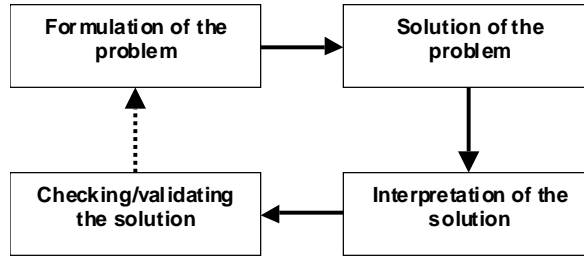 Formulation of the
problem
Solution of the
problem
Checking/validating
the solution
Interpretation of the
solution